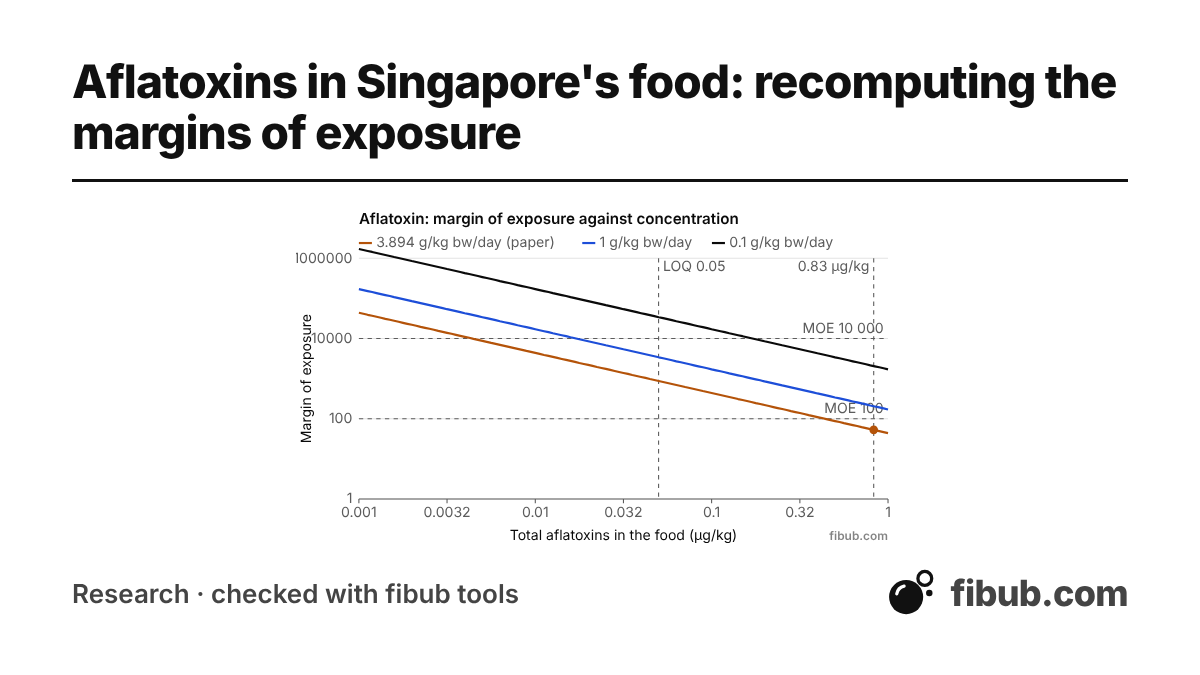 Aflatoxins in Singapore's food: recomputing the
margins of exposure
Aflatoxin: margin of exposure against concentration
3.894 g/kg bw/day (paper) 1 g/kg bw/day 0.1 g/kg bw/day
1000000
LOQ 0.05 0.83 µg/kg
MOE 10 000
10000
Margin of exposure
MOE 100
100
1
0.001 0.0032 0.01 0.032 0.1 0.32 1
Total aflatoxins in the food (µg/kg)
fibub.com
Research · checked with fibub tools
fibub.com